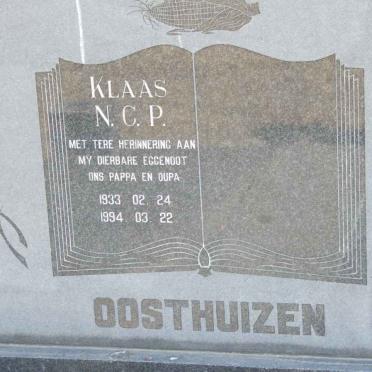 KLAAS
N. C. P.
MET TERE HERINNERING AAN
MY DIERBARE EGGENOOT
ONS PAPPA EN OUPA
1933 02 24
1994 03 22
OOSTHUIZEN